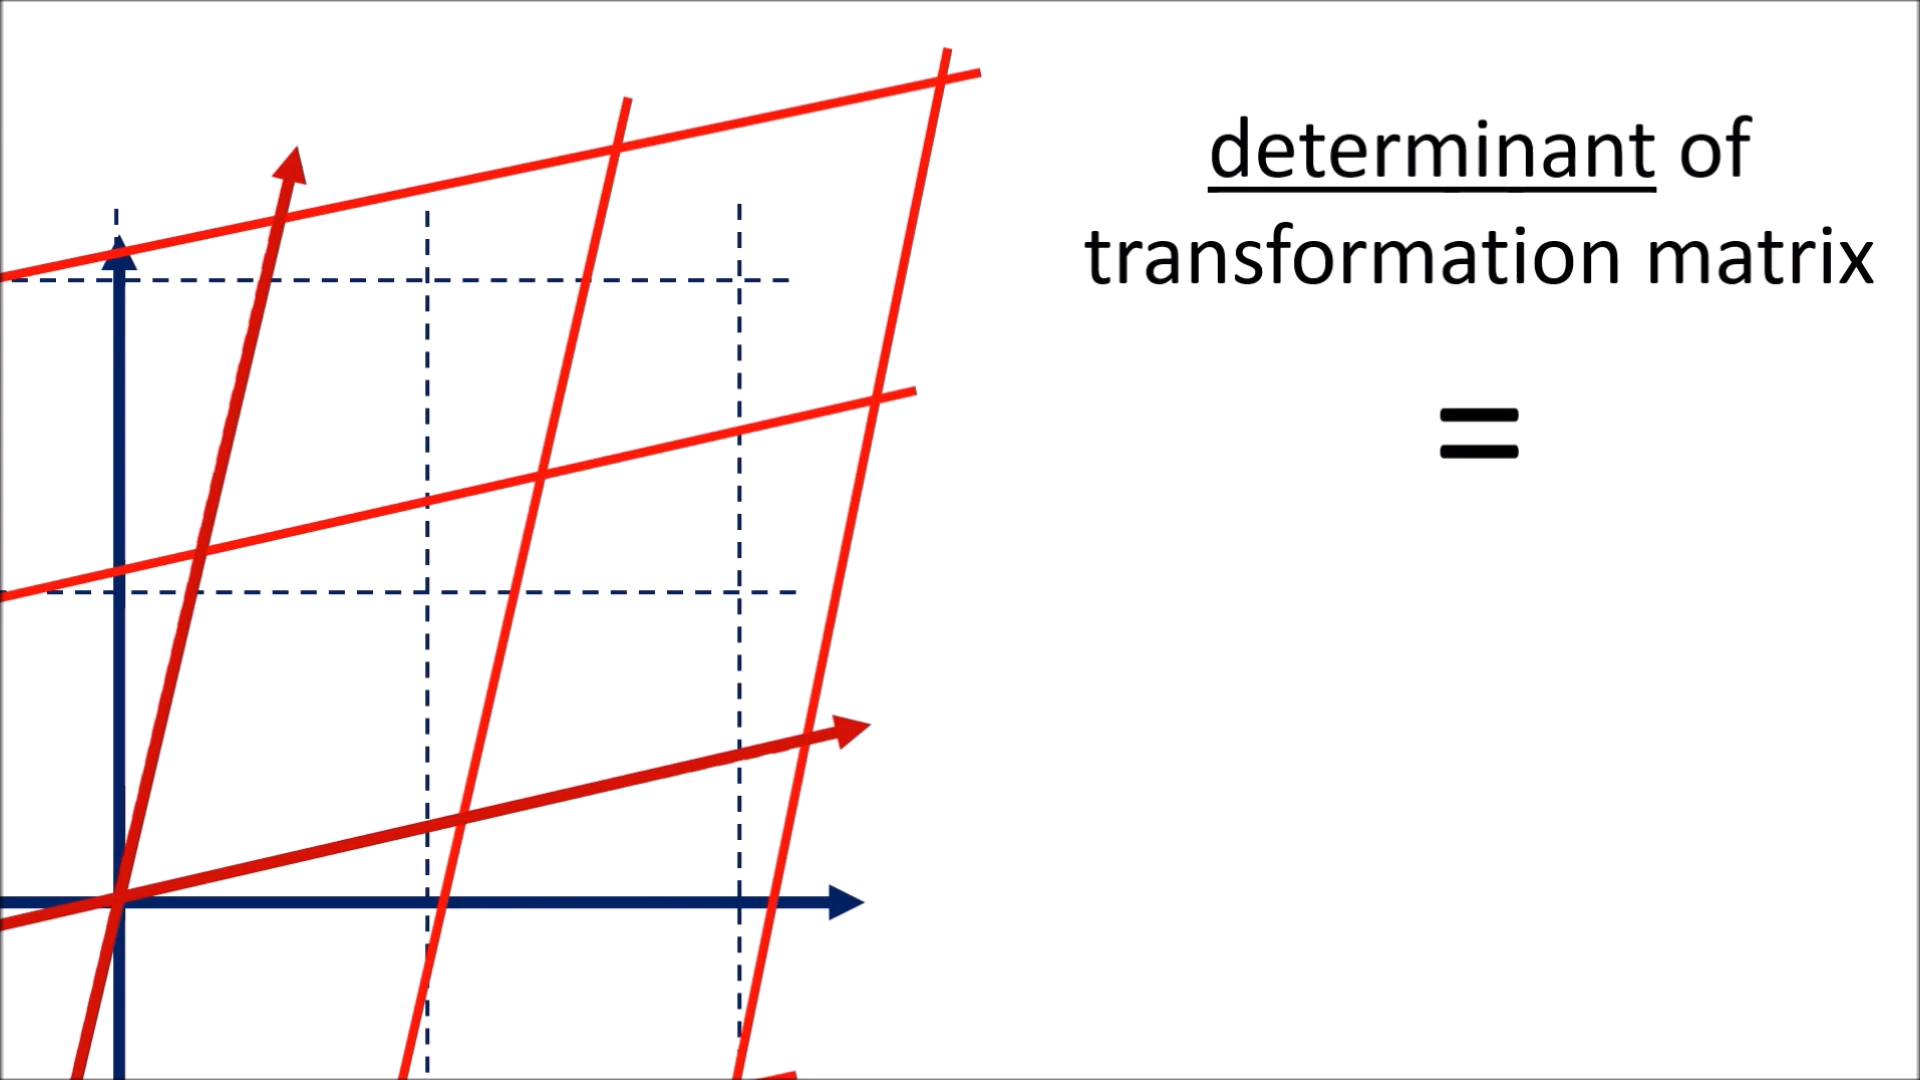 determinant of
transformation matrix
=